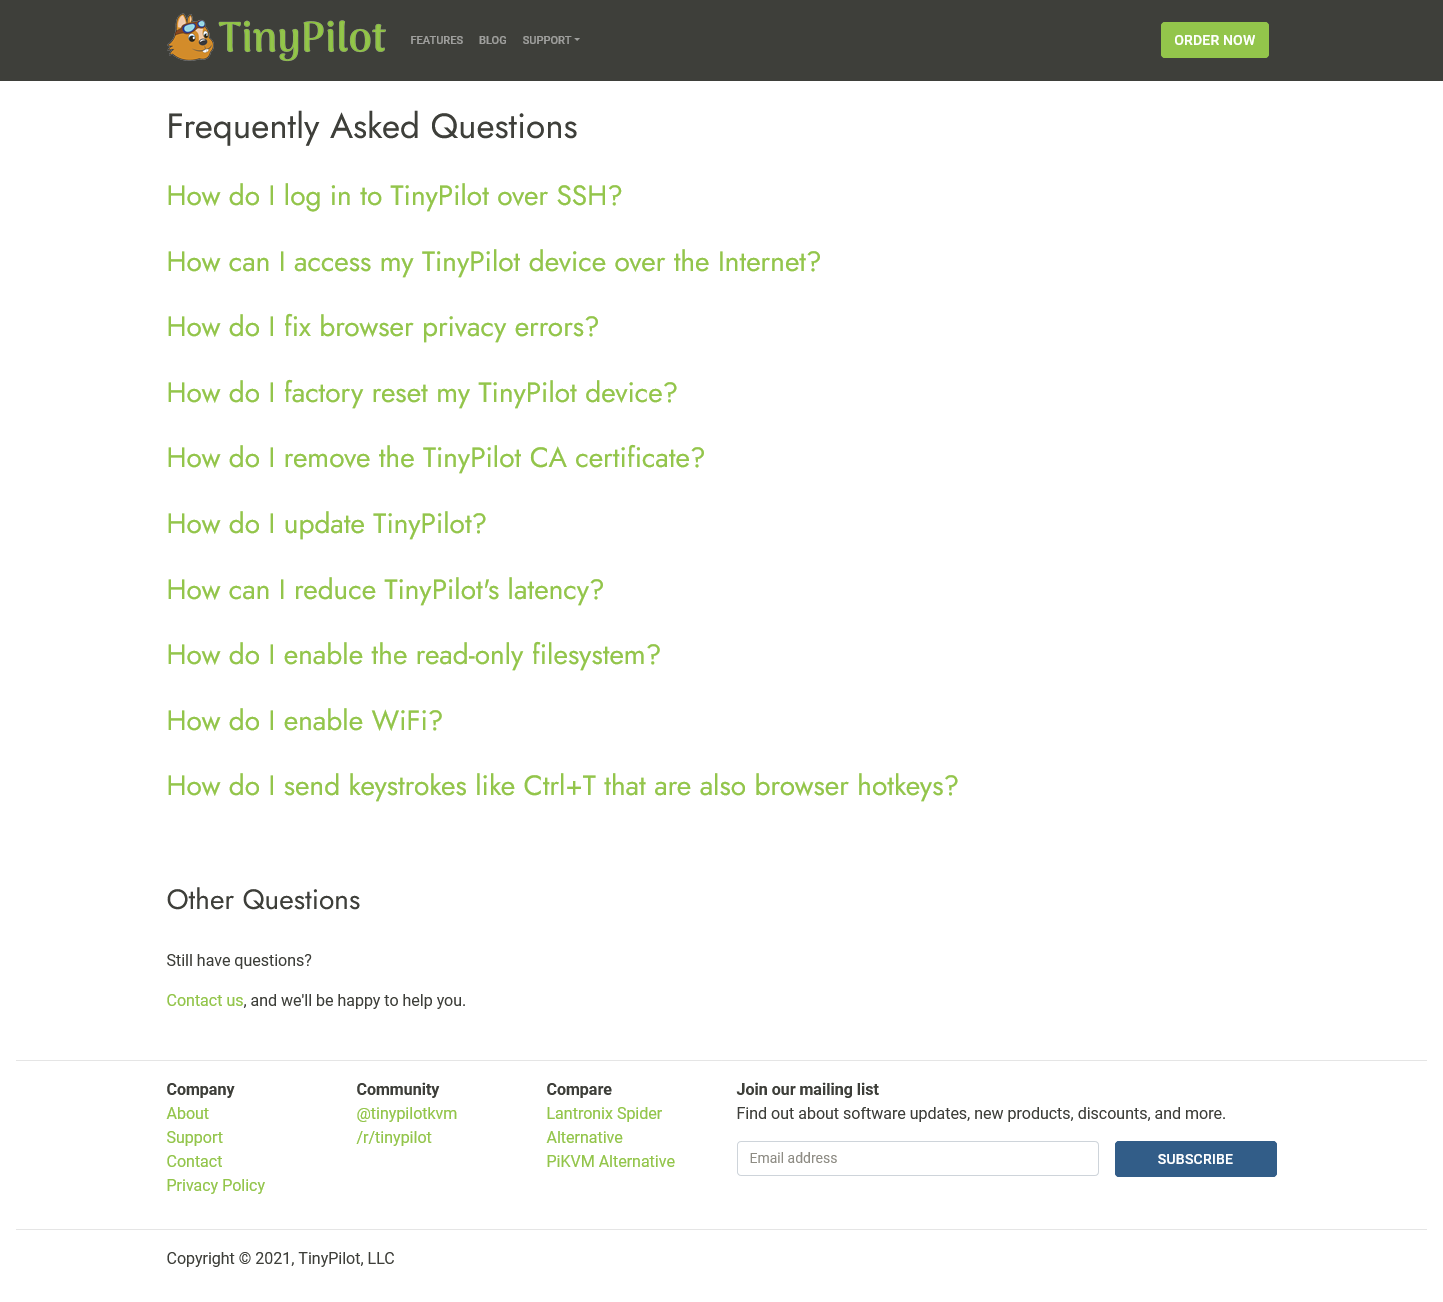 TinyPilot
FEATURES
BLOG
SUPPORT
ORDER NOW
Frequently Asked Questions
How do I log in to TinyPilot over SSH?
How can I access my TinyPilot device over the Internet?
How do I fix browser privacy errors?
How do I factory reset my TinyPilot device?
How do I remove the TinyPilot CA certificate?
How do I update TinyPilot?
How can I reduce TinyPilot's latency?
How do I enable the read-only filesystem?
How do I enable WiFi?
How do I send keystrokes like Ctrl+T that are also browser hotkeys?
Other Questions
Still have questions?
Contact us, and we'll be happy to help you.
Company
About
Support
Contact
Privacy Policy
Community
@tinypilotkvm
/r/tinypilot
Compare
Lantronix Spider
Alternative
PiKVM Alternative
Join our mailing list
Find out about software updates, new products, discounts, and more.
Email address
SUBSCRIBE
Copyright © 2021, TinyPilot, LLC